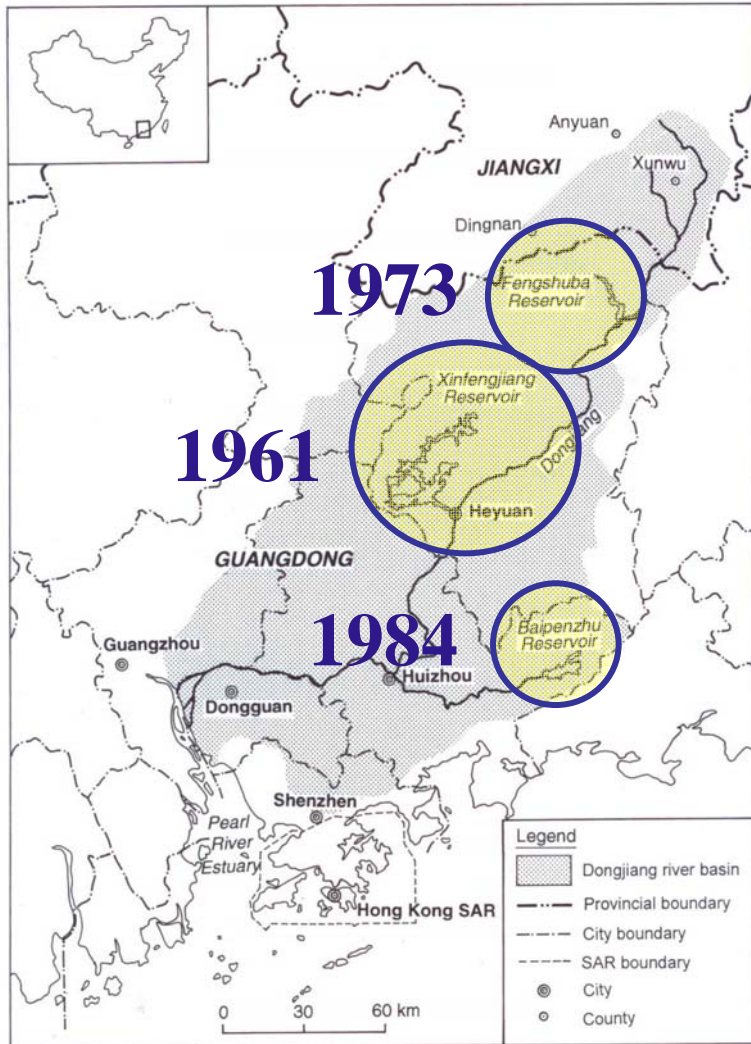 Anyuan
Xunwu
JIANGXI
Dingnan
1973
Fengshuba
Reservoir
Xinfengjiang
Reservoir
1961
Dongjiang
Heyuan
GUANGDONG
1984
Baipenzhu
Reservoir
Guangzhou
Huizhou
Dongguan
Shenzhen
Pearl
River
Estuary
Hong Kong SAR
0 30 60 km
Legend
Dongjiang river basin
Provincial boundary
City boundary
SAR boundary
City
County